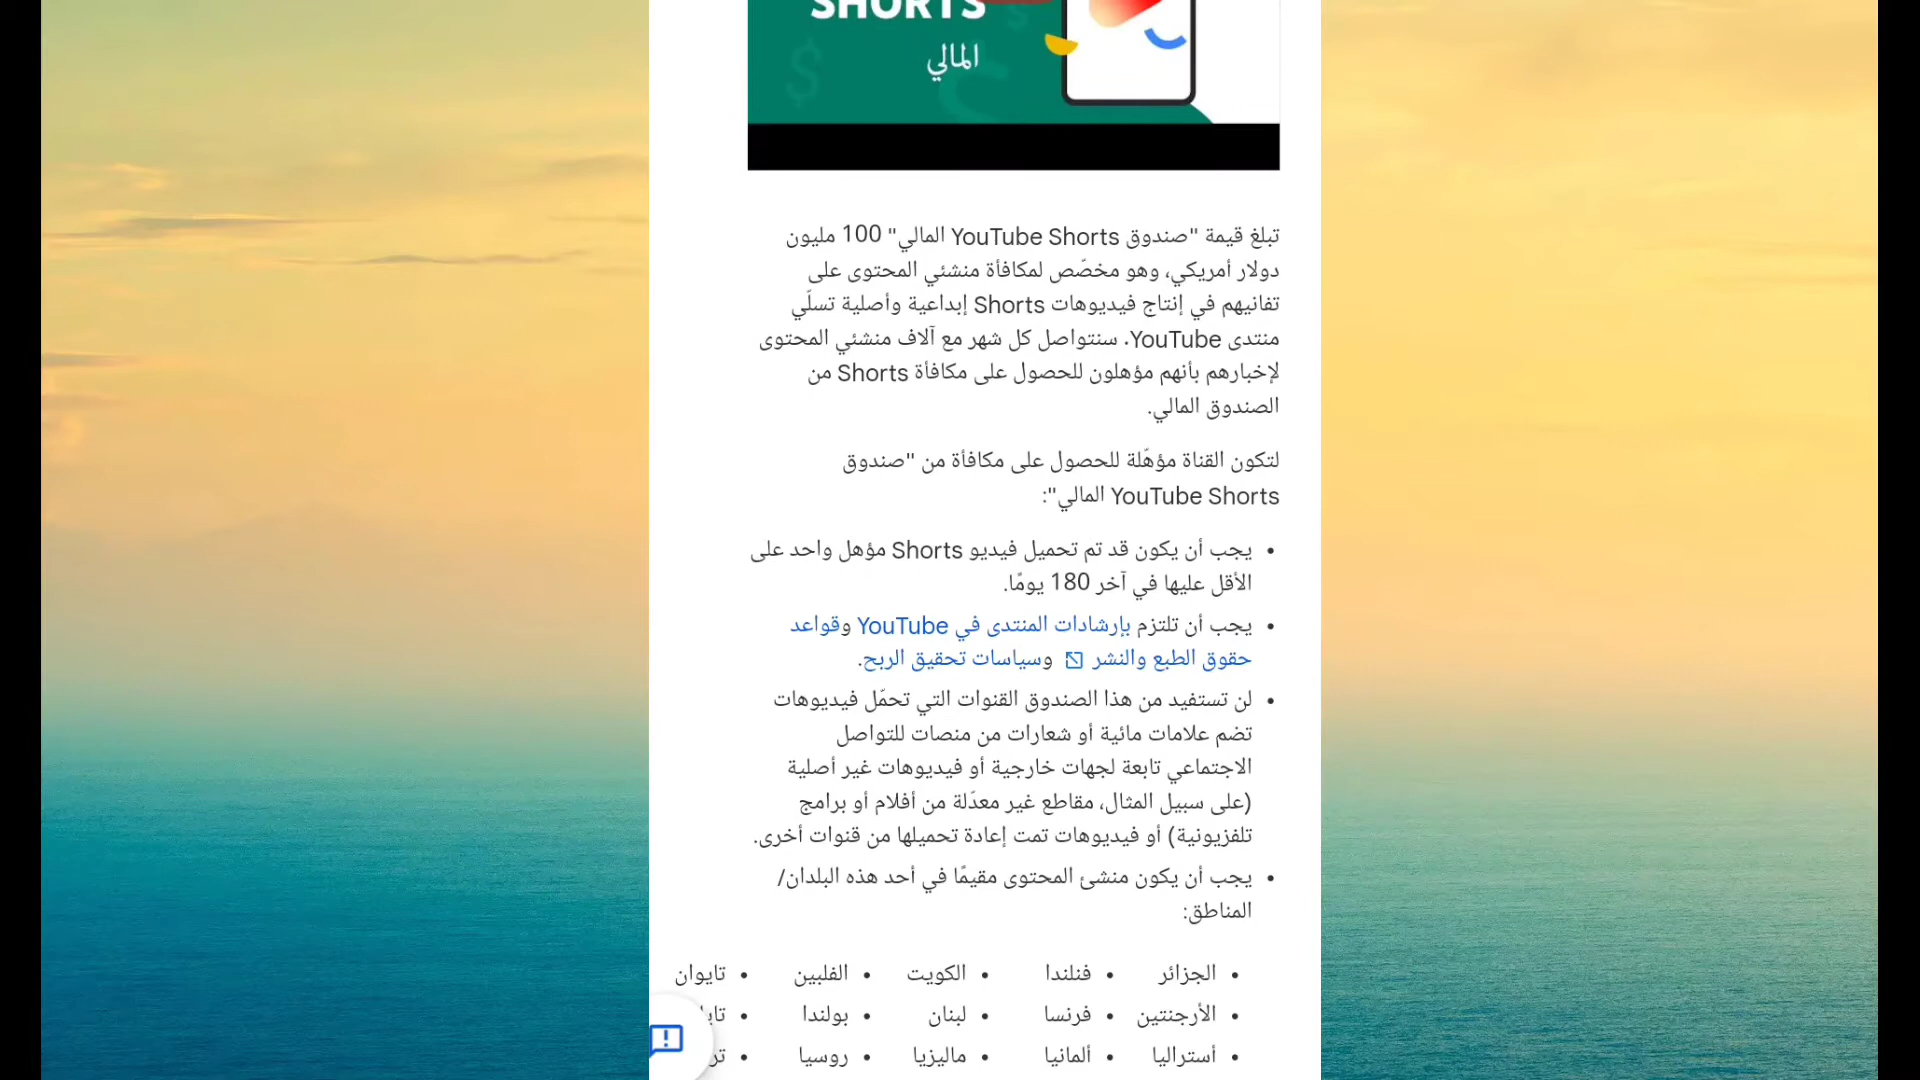 SHORTS
المالي
تبلغ قيمة "صندوق YouTube Shorts المالي" 100 مليون
دولار أمريكي، وهو مخصّص لمكافأة منشئي المحتوى على
تفانيهم في إنتاج فيديوهات Shorts إبداعية وأصلية تسلّي
منتدى YouTube. سنتواصل كل شهر مع آلاف منشئي المحتوى
لإخبارهم بأنهم مؤهلون للحصول على مكافأة Shorts من
الصندوق المالي.
لتكون القناة مؤهّلة للحصول على مكافأة من "صندوق
YouTube Shorts المالي":
• يجب أن يكون قد تم تحميل فيديو Shorts مؤهل واحد على
الأقل عليها في آخر 180 يومًا.
• يجب أن تلتزم بإرشادات المنتدى في YouTube وقواعد
حقوق الطبع والنشر وسياسات تحقيق الربح.
• لن تستفيد من هذا الصندوق القنوات التي تحمّل فيديوهات
تضم علامات مائية أو شعارات من منصات للتواصل
الاجتماعي تابعة لجهات خارجية أو فيديوهات غير أصلية
(على سبيل المثال، مقاطع غير معدّلة من أفلام أو برامج
تلفزيونية) أو فيديوهات تمت إعادة تحميلها من قنوات أخرى.
• يجب أن يكون منشئ المحتوى مقيمًا في أحد هذه البلدان/
المناطق:
• الجزائر • فنلندا • الكويت • الفلبين • تايوان
• الأرجنتين • فرنسا • لبنان • بولندا
• أستراليا • ألمانيا • ماليزيا • روسيا